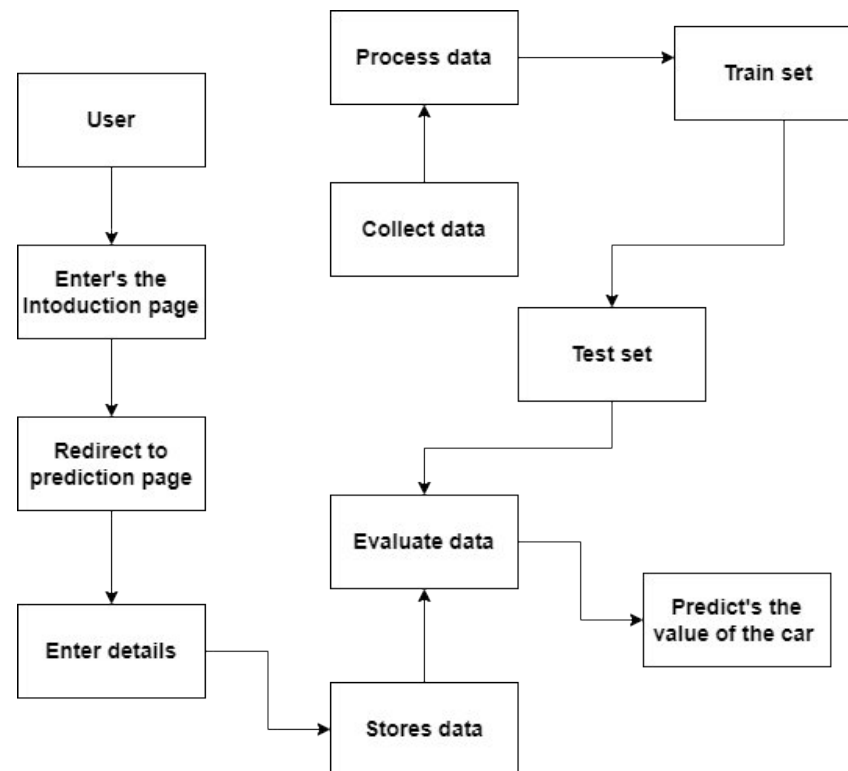 User
Enter's the
Intoduction page
Redirect to
prediction page
Enter details
Process data
Train set
Collect data
Test set
Evaluate data
Predict's the
value of the car
Stores data